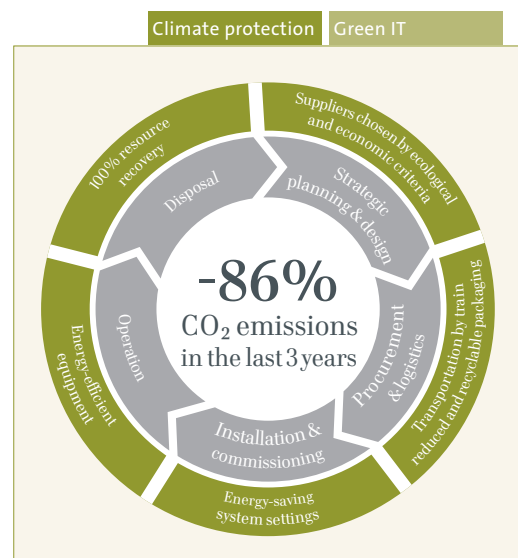 Climate protection
Green IT
Suppliers chosen by ecological
and economic criteria
Strategic
planning & design
Transportation by train
reduced and recyclable packaging
Procurement
& logistics
Energy-saving
system settings
Installation &
commissioning
Energy-efficient
equipment
Operation
100% resource
recovery
Disposal
-86%
CO₂ emissions
in the last 3 years